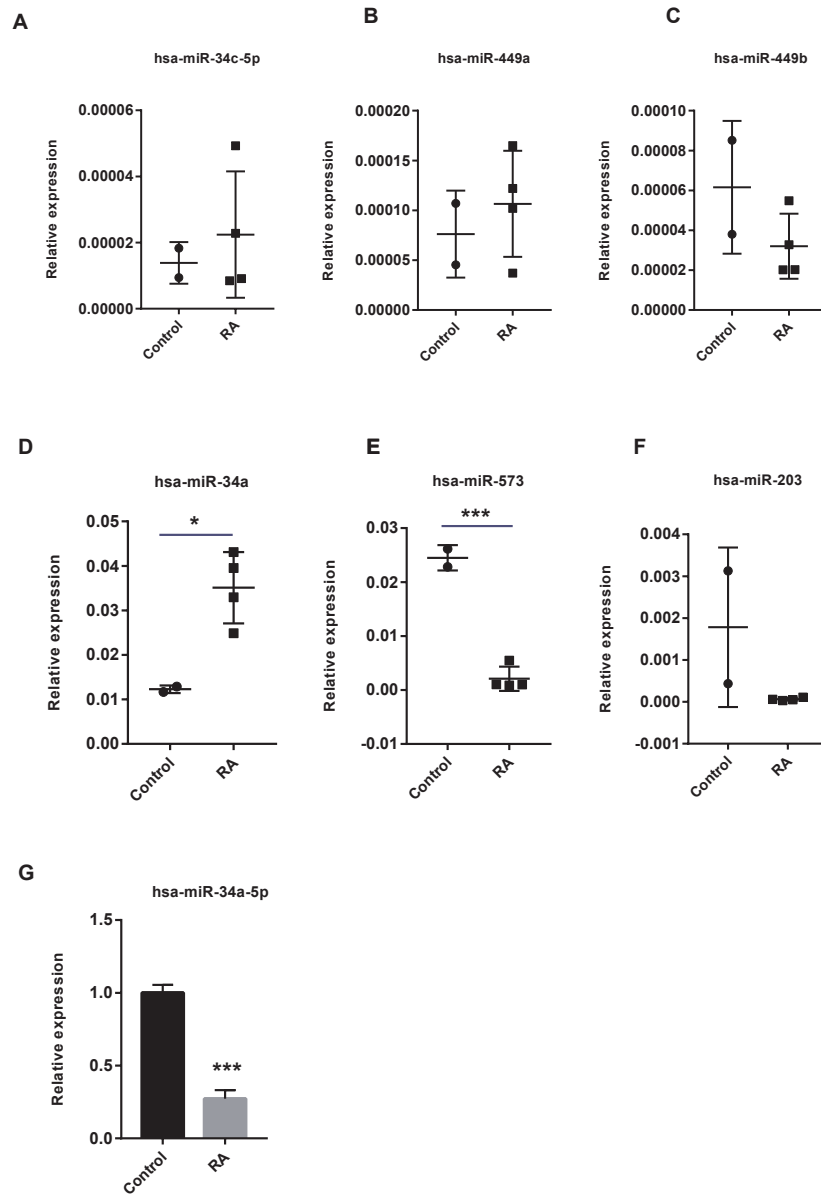 A
hsa-miR-34c-5p
Relative expression
0.00006
0.00004
0.00002
0.00000
Control
RA
B
hsa-miR-449a
Relative expression
0.00020
0.00015
0.00010
0.00005
0.00000
Control
RA
C
hsa-miR-449b
Relative expression
0.00010
0.00008
0.00006
0.00004
0.00002
0.00000
Control
RA
D
hsa-miR-34a
Relative expression
0.05
0.04
0.03
0.02
0.01
0.00
*
Control
RA
E
hsa-miR-573
Relative expression
0.03
0.02
0.01
0.00
-0.01
***
Control
RA
F
hsa-miR-203
Relative expression
0.004
0.003
0.002
0.001
0.000
-0.001
Control
RA
G
hsa-miR-34a-5p
Relative expression
1.5
1.0
0.5
0.0
***
Control
RA